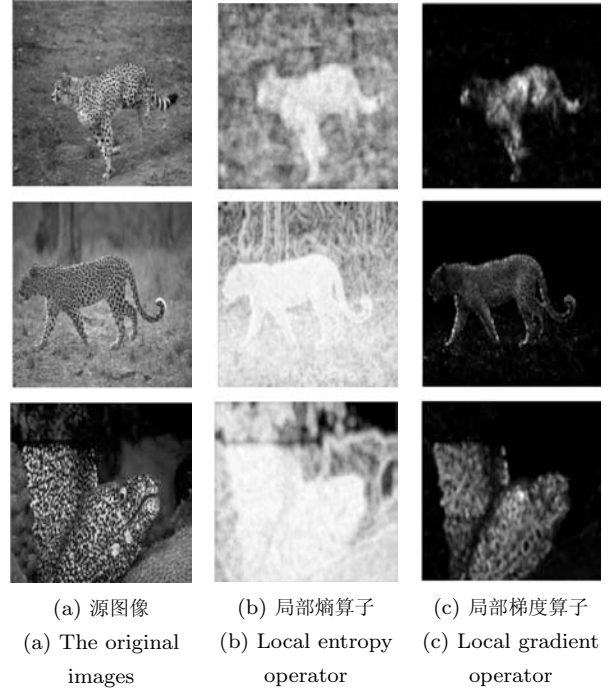 (a) 源图像
(b) 局部熵算子
(c) 局部梯度算子
(a) The original
images
(b) Local entropy
operator
(c) Local gradient
operator